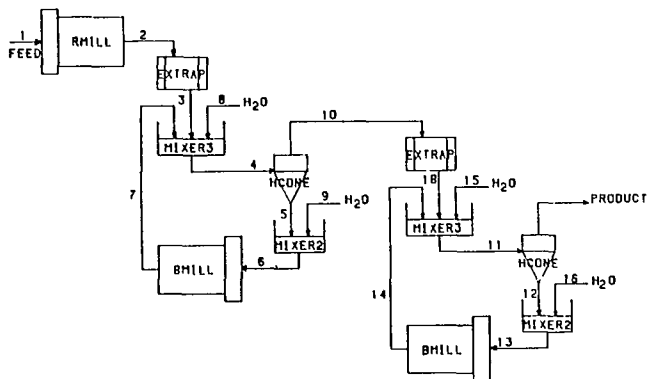 1
FEED
RMILL
2
EXTRAP
3
8
H2O
MIXER3
7
4
10
HCONE
5
9
H2O
MIXER2
6
BMILL
EXTRAP
18
15
H2O
MIXER3
11
PRODUCT
HCONE
12
16
H2O
MIXER2
14
13
BMILL